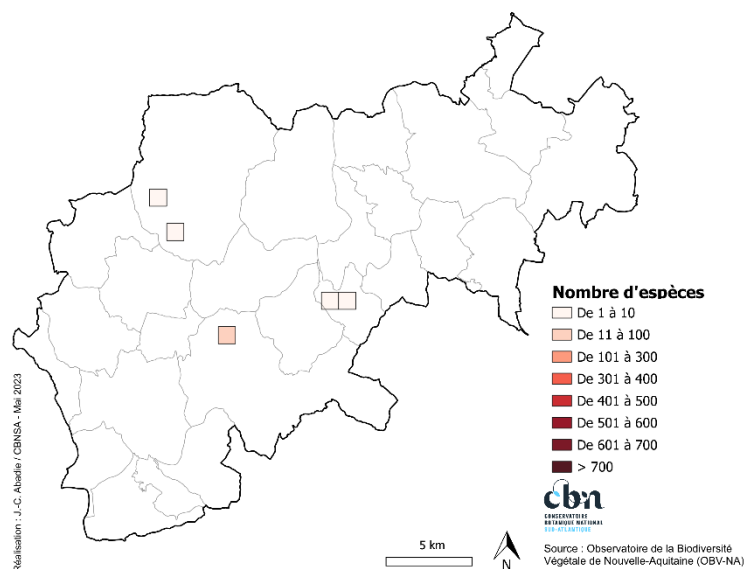 Nombre d'espèces
De 1 à 10
De 11 à 100
De 101 à 300
De 301 à 400
De 401 à 500
De 501 à 600
De 601 à 700
> 700
cbn
CONSERVATOIRE
BOTANIQUE NATIONAL
SUD-ATLANTIQUE
5 km
N
Source : Observatoire de la Biodiversité
Végétale de Nouvelle-Aquitaine (OBV-NA)
Réalisation : J.-C. Abadie / CBNSA - Mai 2023